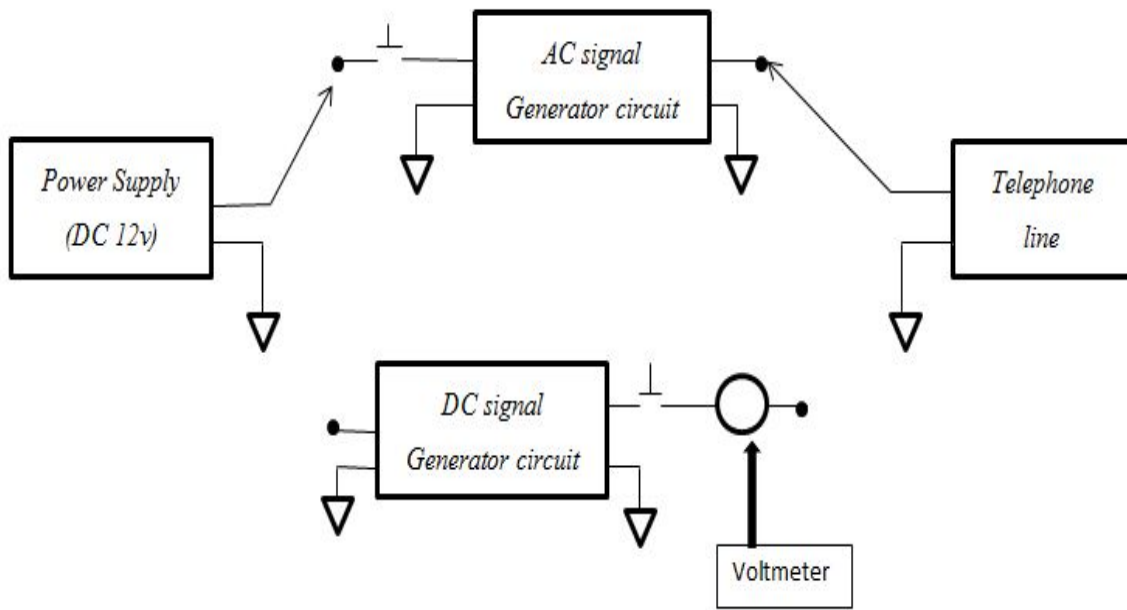 AC signal
Generator circuit
Power Supply
(DC 12v)
Telephone
line
DC signal
Generator circuit
Voltmeter